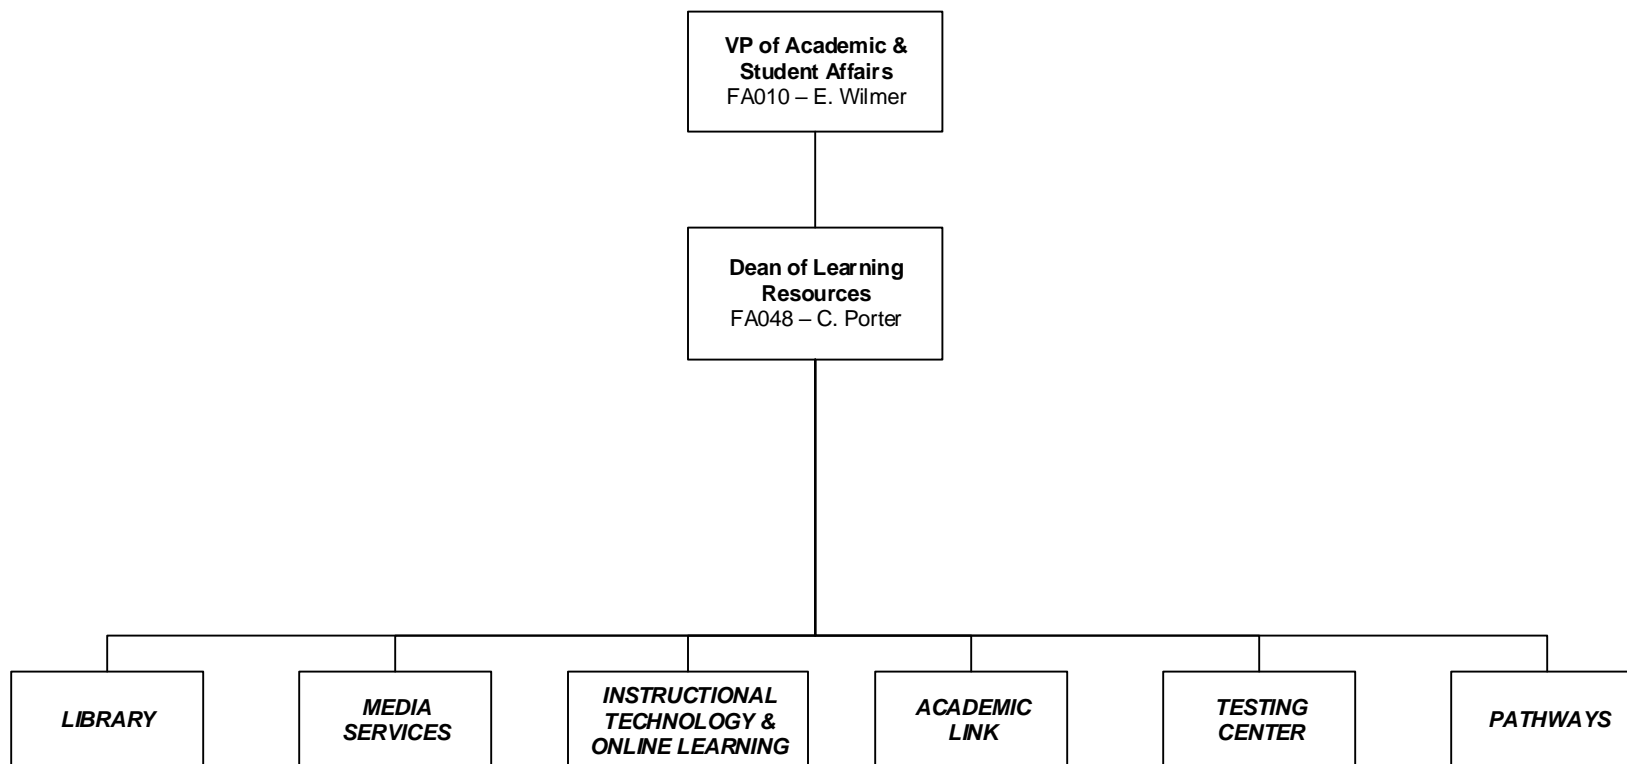 VP of Academic &
Student Affairs
FA010 – E. Wilmer
Dean of Learning
Resources
FA048 – C. Porter
LIBRARY
MEDIA
SERVICES
INSTRUCTIONAL
TECHNOLOGY &
ONLINE LEARNING
ACADEMIC
LINK
TESTING
CENTER
PATHWAYS